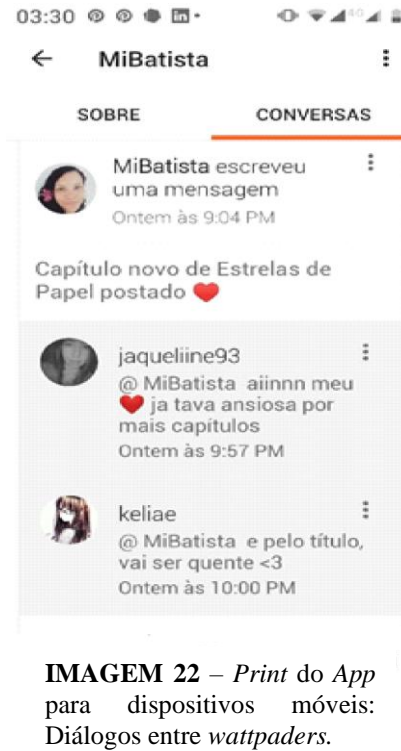 03:30
MiBatista
SOBRE CONVERSAS
MiBatista escreveu
uma mensagem
Ontem às 9:04 PM
Capítulo novo de Estrelas de
Papel postado ❤
jaqueliine93
@ MiBatista aiinnn meu
❤ ja tava ansiosa por
mais capítulos
Ontem às 9:57 PM
keliae
@ MiBatista e pelo título,
vai ser quente <3
Ontem às 10:00 PM
IMAGEM 22 – Print do App
para dispositivos móveis:
Diálogos entre wattpaders.